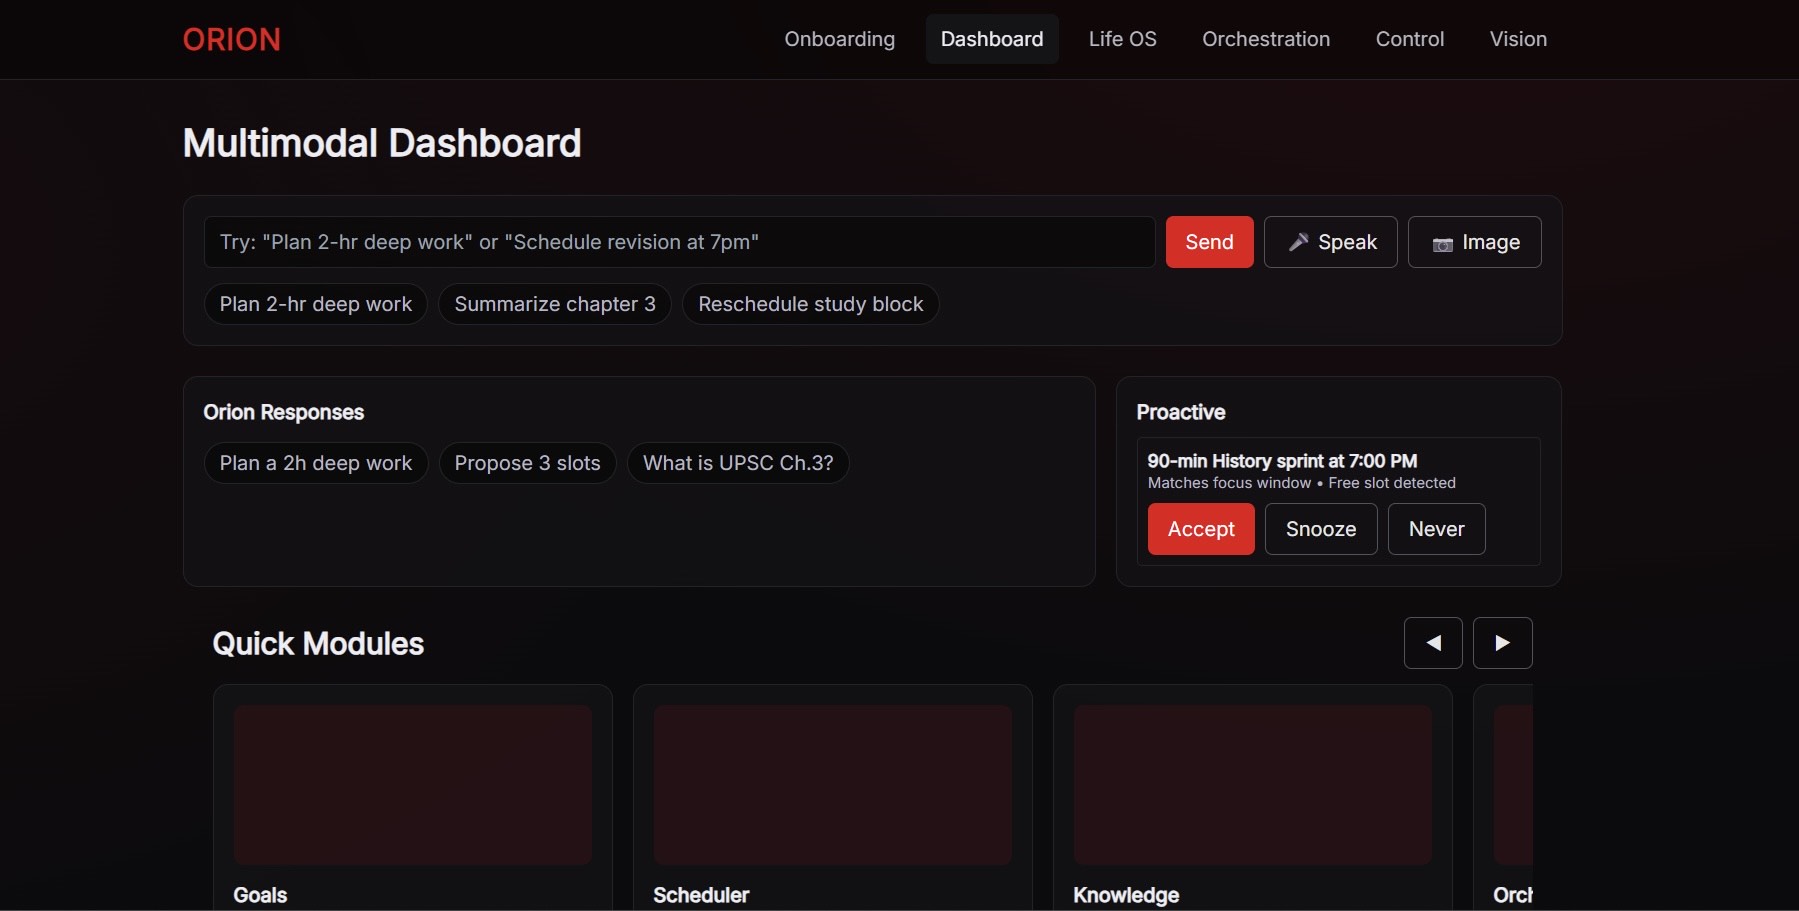 ORION
Onboarding Dashboard Life OS Orchestration Control Vision
Multimodal Dashboard
Try: "Plan 2-hr deep work" or "Schedule revision at 7pm"
Send Speak Image
Plan 2-hr deep work Summarize chapter 3 Reschedule study block
Orion Responses
Plan a 2h deep work Propose 3 slots What is UPSC Ch.3?
Proactive
90-min History sprint at 7:00 PM
Matches focus window • Free slot detected
Accept Snooze Never
Quick Modules
Goals
Scheduler
Knowledge